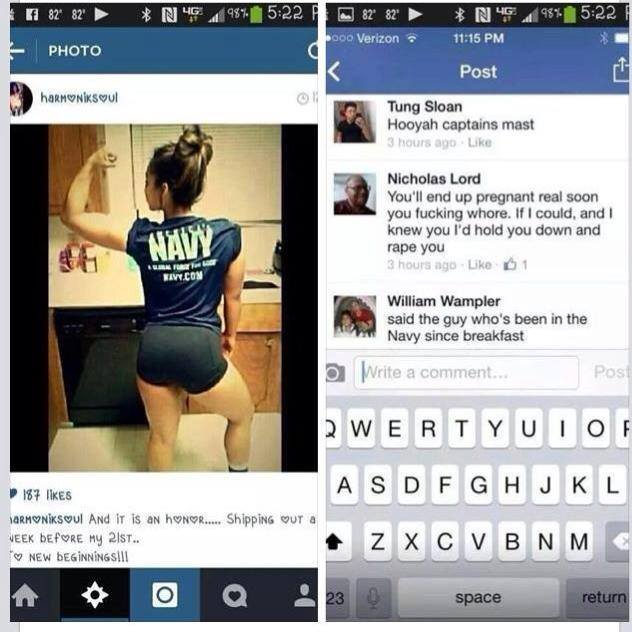 82° 82° 4G 98% 5:22
PHOTO
harmoniksoul
NAVY
A GLOBAL FORCE FOR GOOD
NAVY.COM
187 likes
harmoniksoul And it is an honor..... Shipping out a
week before my 21st..
new beginnings!!!
82° 82° 4G 98% 5:22
Verizon 11:15 PM
Post
Tung Sloan
Hooyah captains mast
3 hours ago · Like
Nicholas Lord
You'll end up pregnant real soon
you fucking whore. If I could, and I
knew you I'd hold you down and
rape you
3 hours ago · Like · 1
William Wampler
said the guy who's been in the
Navy since breakfast
Write a comment... Post
Q W E R T Y U I O P
A S D F G H J K L
Z X C V B N M
123 space return